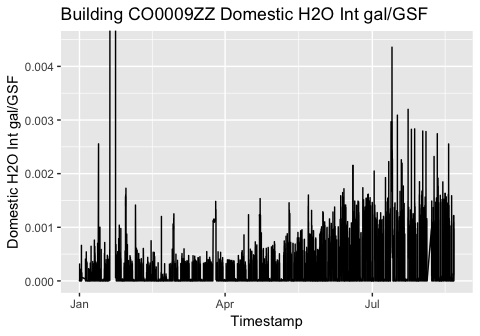 Building CO0009ZZ Domestic H2O Int gal/GSF
Domestic H2O Int gal/GSF
0.004
0.003
0.002
0.001
0.000
Jan Apr Jul
Timestamp